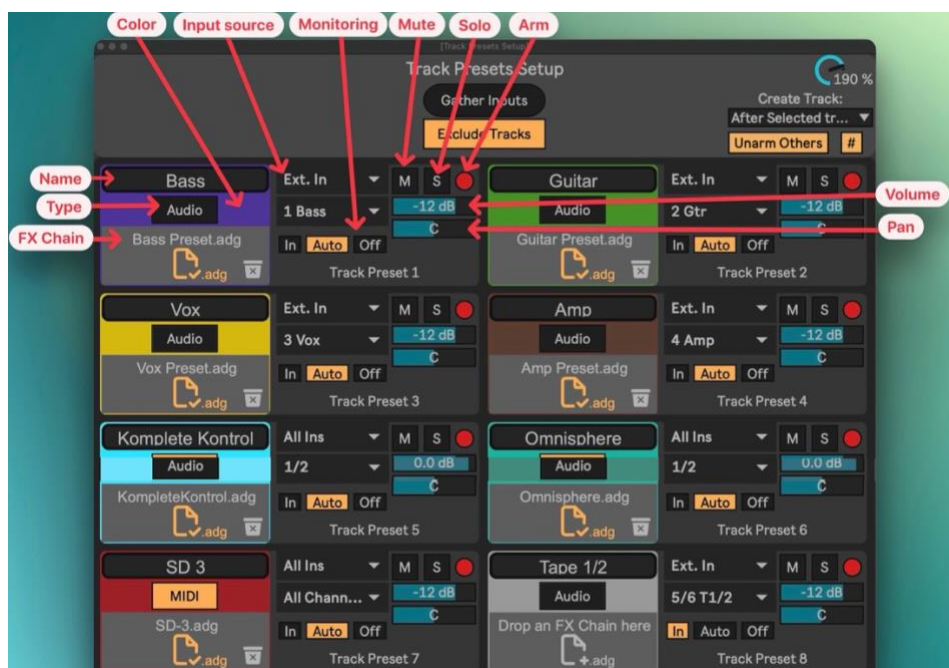 Color Input source Monitoring Mute Solo Arm
[Track Presets Setup]
Track Presets Setup
190 %
Gather Inputs
Create Track:
After Selected tr...
Exclude Tracks
Unarm Others #
Name
Bass
Ext. In
M S
Guitar
Ext. In
M S
Type
Audio
1 Bass
-12 dB
Audio
2 Gtr
-12 dB
Volume
C
C
Pan
FX Chain
Bass Preset.adg
In Auto Off
Guitar Preset.adg
In Auto Off
.adg
Track Preset 1
.adg
Track Preset 2
Vox
Ext. In
M S
Amp
Ext. In
M S
Audio
3 Vox
-12 dB
Audio
4 Amp
-12 dB
C
C
Vox Preset.adg
In Auto Off
Amp Preset.adg
In Auto Off
.adg
Track Preset 3
.adg
Track Preset 4
Komplete Kontrol
All Ins
M S
Omnisphere
All Ins
M S
Audio
1/2
0.0 dB
Audio
1/2
0.0 dB
C
C
KompleteKontrol.adg
In Auto Off
Omnisphere.adg
In Auto Off
.adg
Track Preset 5
.adg
Track Preset 6
SD 3
All Ins
M S
Tape 1/2
Ext. In
M S
MIDI
All Chann...
-12 dB
Audio
5/6 T1/2
-12 dB
C
C
SD-3.adg
In Auto Off
Drop an FX Chain here
In Auto Off
.adg
Track Preset 7
.adg
Track Preset 8